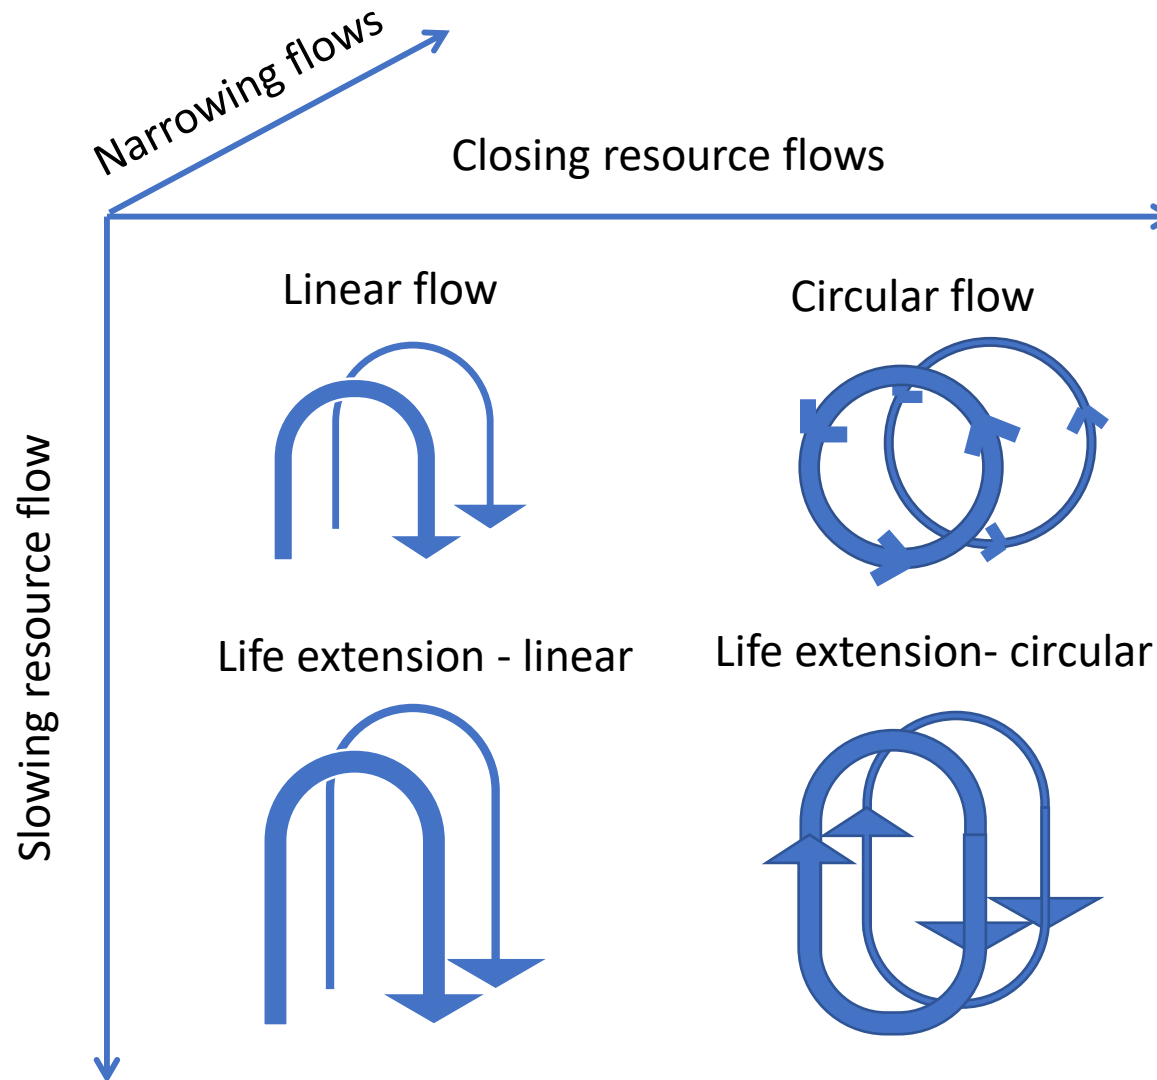 Narrowing flows
Closing resource flows
Linear flow
Circular flow
Slowing resource flow
Life extension - linear
Life extension- circular